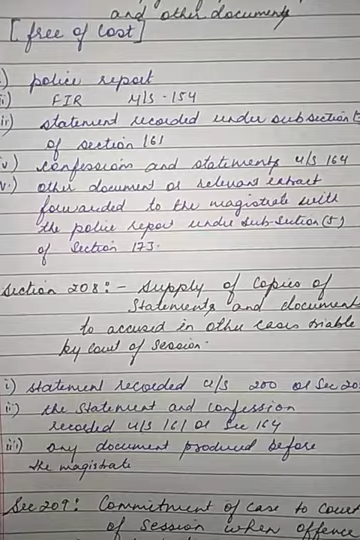 and other documents
[free of cost]
i) police report
ii) FIR u/s - 154
iii) statement recorded under subsection (3
of section 161
iv) confessions and statements u/s 164
v) other document or relevant extract
forwarded to the magistrate with
the police report under sub-section (5)
of section 173.
Section 208:- Supply of copies of
Statements and document
to accused in other cases triable
by court of session.
i) statement recorded u/s 200 or Sec 20
ii) the statement and confession
recorded u/s 161 or Sec 164
iii) any document produced before
the magistrate
Sec 209: Commitment of case to Court
of Session when offence